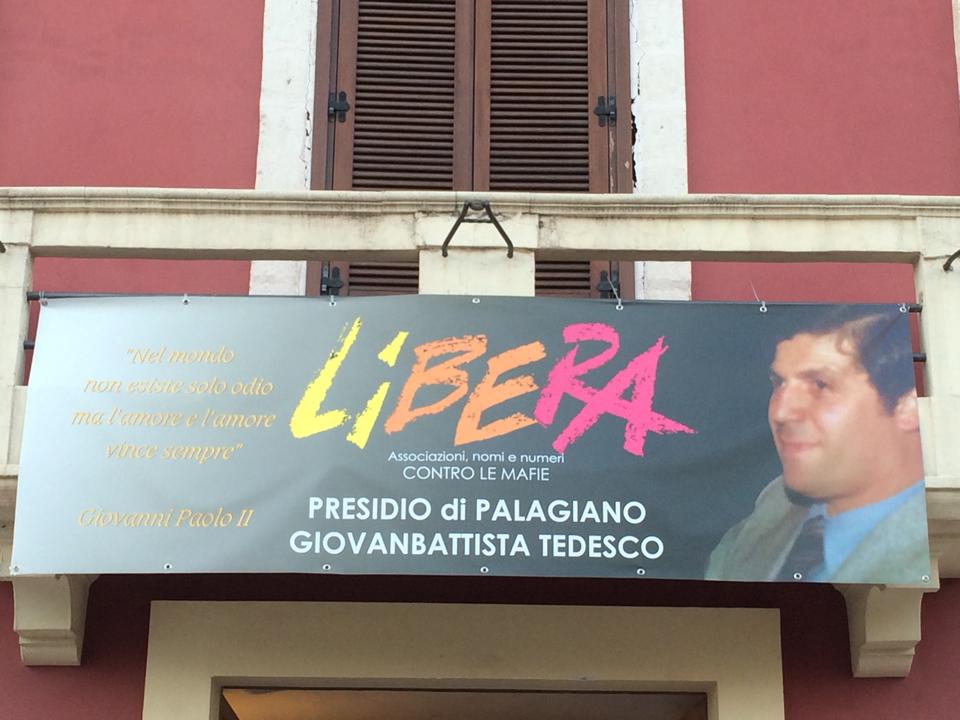 "Nel mondo
non esiste solo odio
ma l'amore e l'amore
vince sempre"
Giovanni Paolo II
LiBERA
Associazioni, nomi e numeri
CONTRO LE MAFIE
PRESIDIO di PALAGIANO
GIOVANBATTISTA TEDESCO